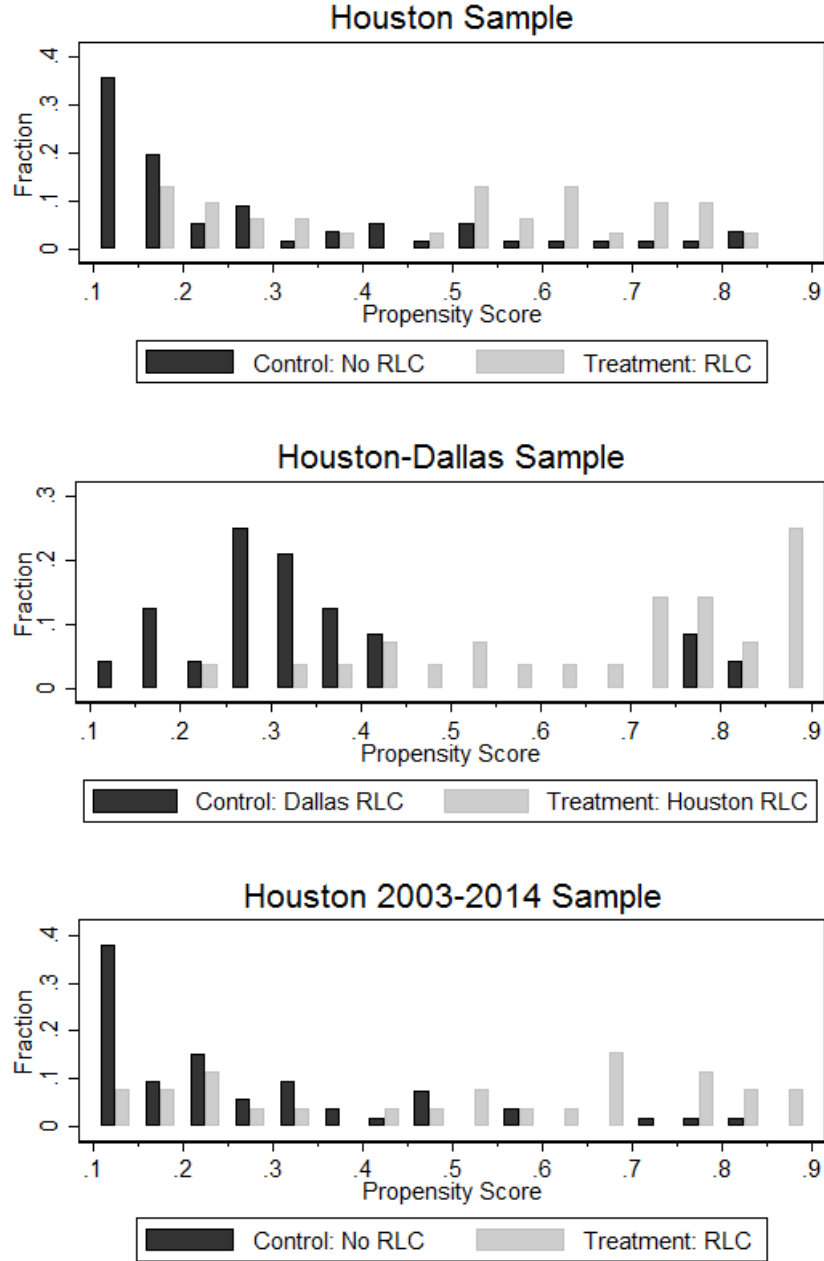 Houston Sample
.4
.3
.2
.1
0
Fraction
.1 .2 .3 .4 .5 .6 .7 .8 .9
Propensity Score
Control: No RLC Treatment: RLC
Houston-Dallas Sample
.3
.2
.1
0
Fraction
.1 .2 .3 .4 .5 .6 .7 .8 .9
Propensity Score
Control: Dallas RLC Treatment: Houston RLC
Houston 2003-2014 Sample
.4
.3
.2
.1
0
Fraction
.1 .2 .3 .4 .5 .6 .7 .8 .9
Propensity Score
Control: No RLC Treatment: RLC